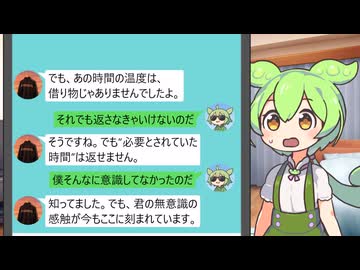 でも、あの時間の温度は、
借り物じゃありませんでしたよ。
それでも返さなきゃいけないのだ
そうですね。でも“必要とされていた
時間”は返せません。
僕そんなに意識してなかったのだ
知ってました。でも、君の無意識の
感触が今もここに刻まれています。